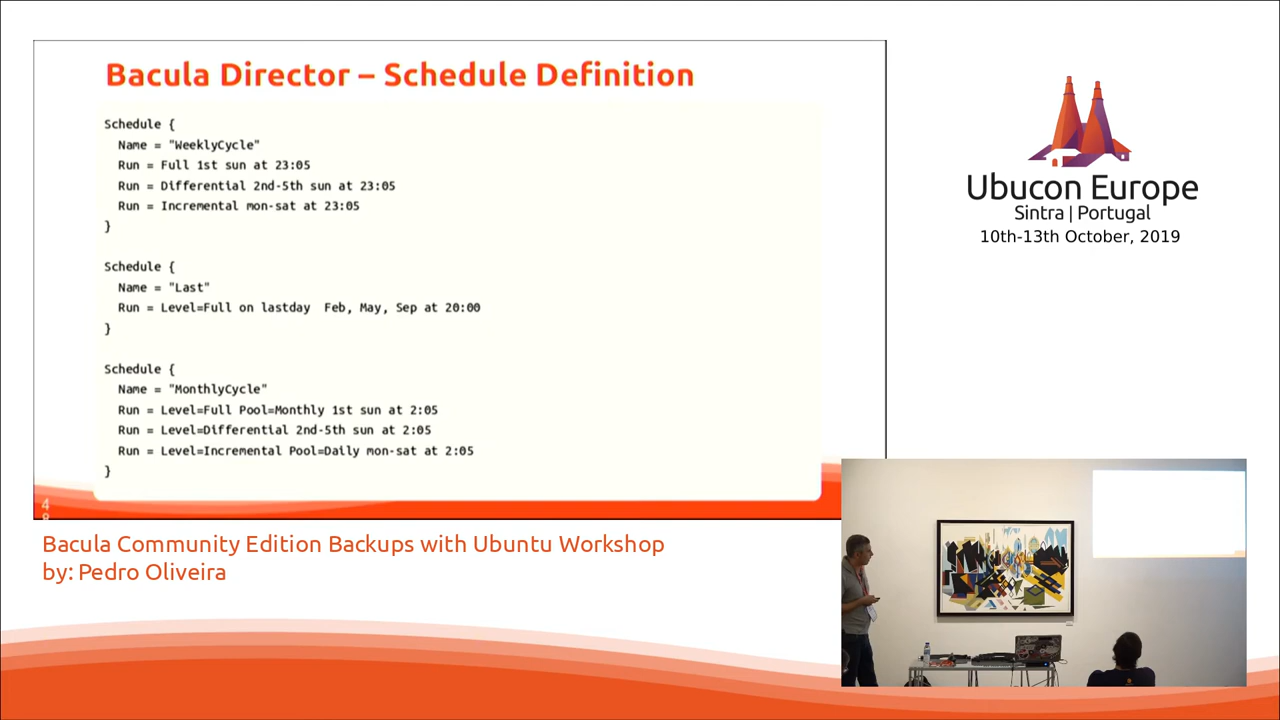 Bacula Director – Schedule Definition
Schedule {
Name = "WeeklyCycle"
Run = Full 1st sun at 23:05
Run = Differential 2nd-5th sun at 23:05
Run = Incremental mon-sat at 23:05
}
Schedule {
Name = "Last"
Run = Level=Full on lastday  Feb, May, Sep at 20:00
}
Schedule {
Name = "MonthlyCycle"
Run = Level=Full Pool=Monthly 1st sun at 2:05
Run = Level=Differential 2nd-5th sun at 2:05
Run = Level=Incremental Pool=Daily mon-sat at 2:05
}
Bacula Community Edition Backups with Ubuntu Workshop
by: Pedro Oliveira
Ubucon Europe
Sintra | Portugal
10th-13th October, 2019